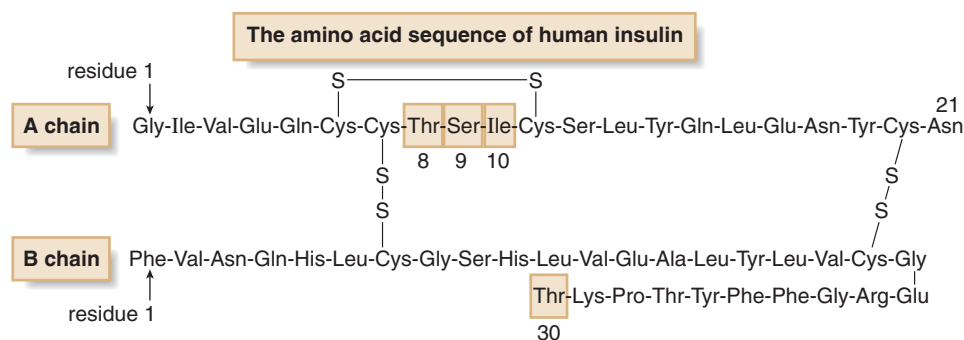 The amino acid sequence of human insulin
residue 1
S S
21
A chain
Gly-Ile-Val-Glu-Gln-Cys-Cys-Thr-Ser-Ile-Cys-Ser-Leu-Tyr-Gln-Leu-Glu-Asn-Tyr-Cys-Asn
8 9 10
S S
S S
B chain
Phe-Val-Asn-Gln-His-Leu-Cys-Gly-Ser-His-Leu-Val-Glu-Ala-Leu-Tyr-Leu-Val-Cys-Gly
Thr-Lys-Pro-Thr-Tyr-Phe-Phe-Gly-Arg-Glu
residue 1
30